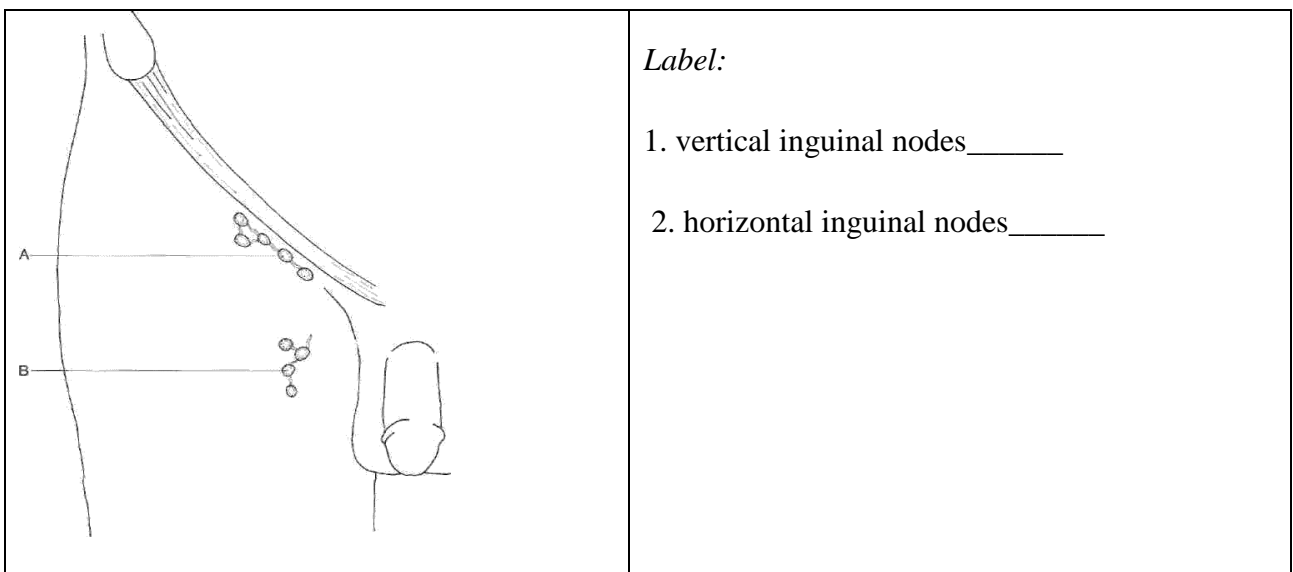 Label:
1. vertical inguinal nodes______
2. horizontal inguinal nodes______
A
B